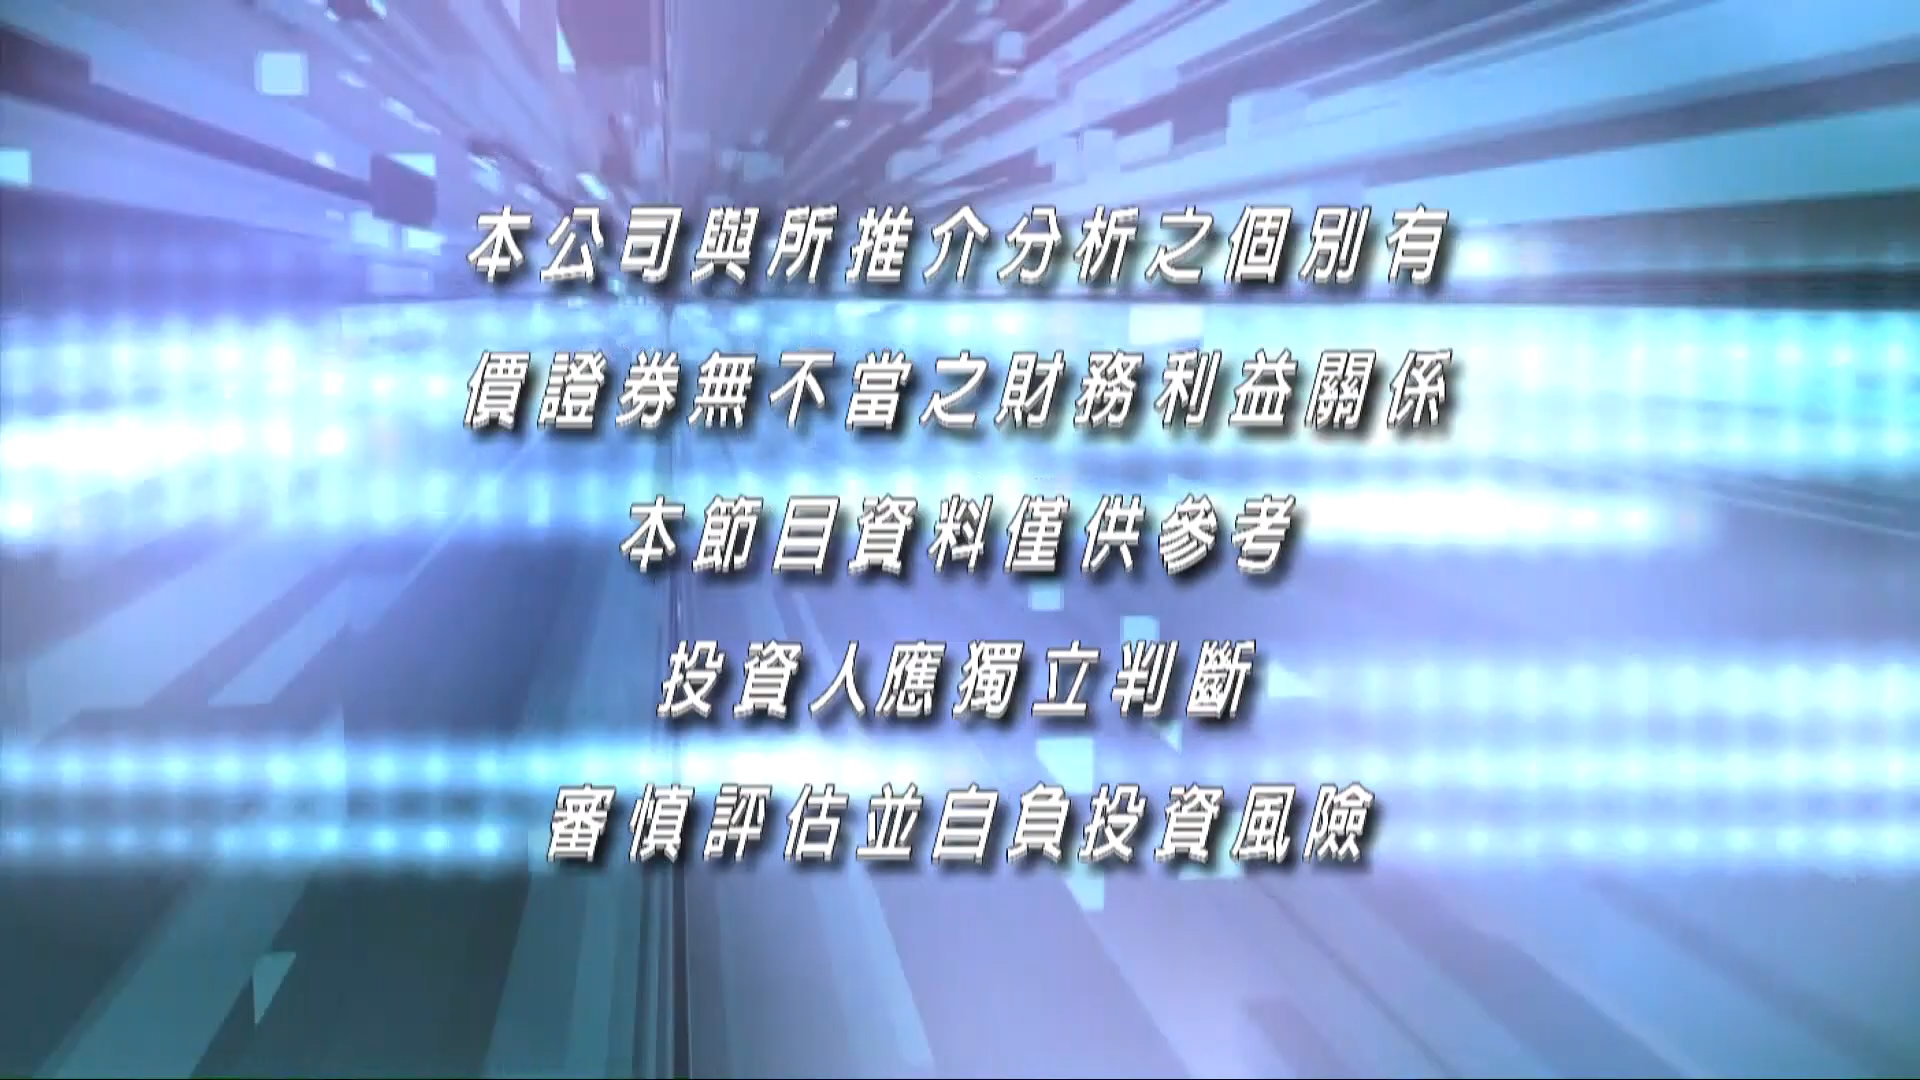 本公司與所推介分析之個別有
價證券無不當之財務利益關係
本節目資料僅供參考
投資人應獨立判斷
審慎評估並自負投資風險